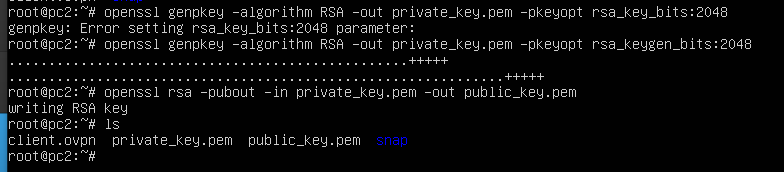 root@pc2:~# openssl genpkey -algorithm RSA -out private_key.pem -pkeyopt rsa_key_bits:2048
genpkey: Error setting rsa_key_bits:2048 parameter:
root@pc2:~# openssl genpkey -algorithm RSA -out private_key.pem -pkeyopt rsa_keygen_bits:2048
..................................................+++++
..............................................................+++++
root@pc2:~# openssl rsa -pubout -in private_key.pem -out public_key.pem
writing RSA key
root@pc2:~# ls
client.ovpn  private_key.pem  public_key.pem  snap
root@pc2:~#